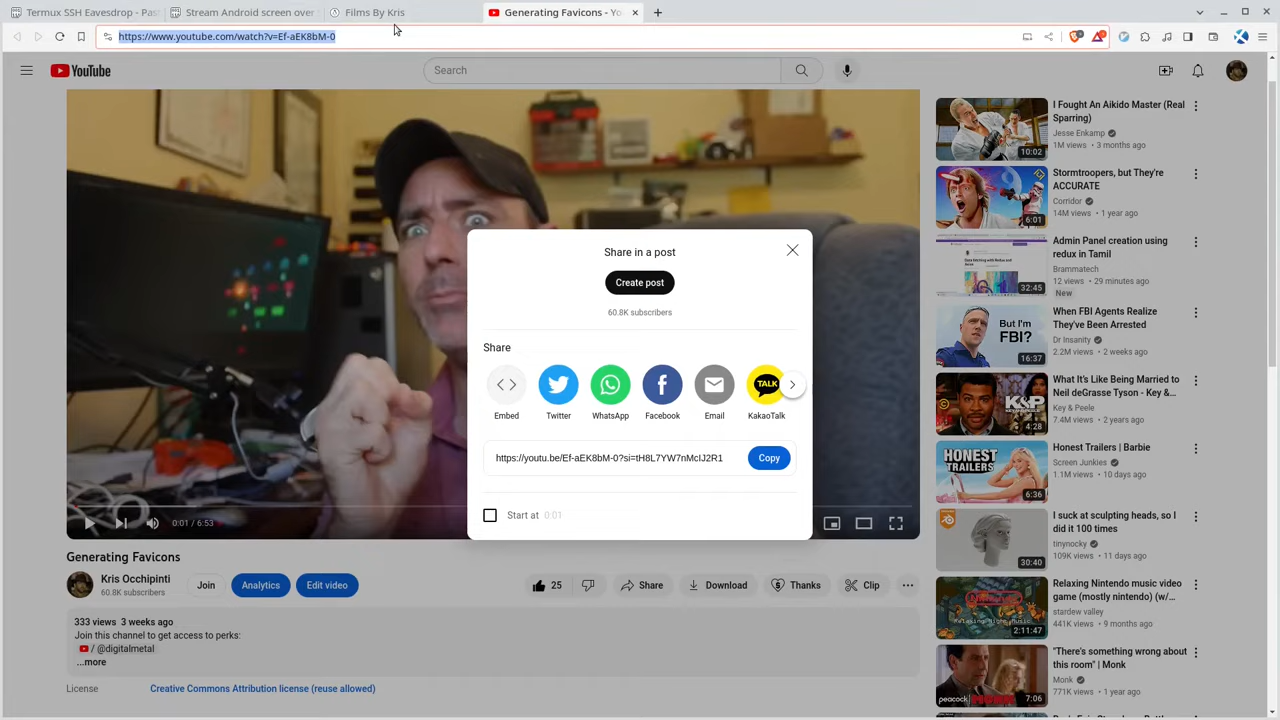 Termux SSH Eavesdrop - Pas
Stream Android screen over
Films By Kris
Generating Favicons - Yo
https://www.youtube.com/watch?v=Ef-aEK8bM-0
YouTube
Search
Share in a post
Create post
60.8K subscribers
Share
Embed
Twitter
WhatsApp
Facebook
Email
TALK
KakaoTalk
https://youtu.be/Ef-aEK8bM-0?si=tH8L7YW7nMcIJ2R1
Copy
Start at 0:01
0:01 / 6:53
Generating Favicons
Kris Occhipinti
60.8K subscribers
Join
Analytics
Edit video
25
Share
Download
Thanks
Clip
333 views 3 weeks ago
Join this channel to get access to perks:
/ @digitalmetal
...more
License
Creative Commons Attribution license (reuse allowed)
10:02
I Fought An Aikido Master (Real
Sparring)
Jesse Enkamp
1M views • 3 months ago
6:01
Stormtroopers, but They're
ACCURATE
Corridor
14M views • 1 year ago
32:45
Admin Panel creation using
redux in Tamil
Brammatech
12 views • 29 minutes ago
New
But I'm
FBI?
16:37
When FBI Agents Realize
They've Been Arrested
Dr Insanity
2.2M views • 2 weeks ago
K&P
4:28
What It's Like Being Married to
Neil deGrasse Tyson - Key &...
Key & Peele
7.4M views • 2 years ago
HONEST
TRAILERS
6:36
Honest Trailers | Barbie
Screen Junkies
1.1M views • 10 days ago
30:40
I suck at sculpting heads, so I
did it 100 times
tinynocky
109K views • 11 days ago
2:11:47
Relaxing Nintendo music video
game (mostly nintendo) (w/...
stardew valley
441K views • 9 months ago
peacock
MONK
7:06
"There's something wrong about
this room" | Monk
Monk
771K views • 1 year ago